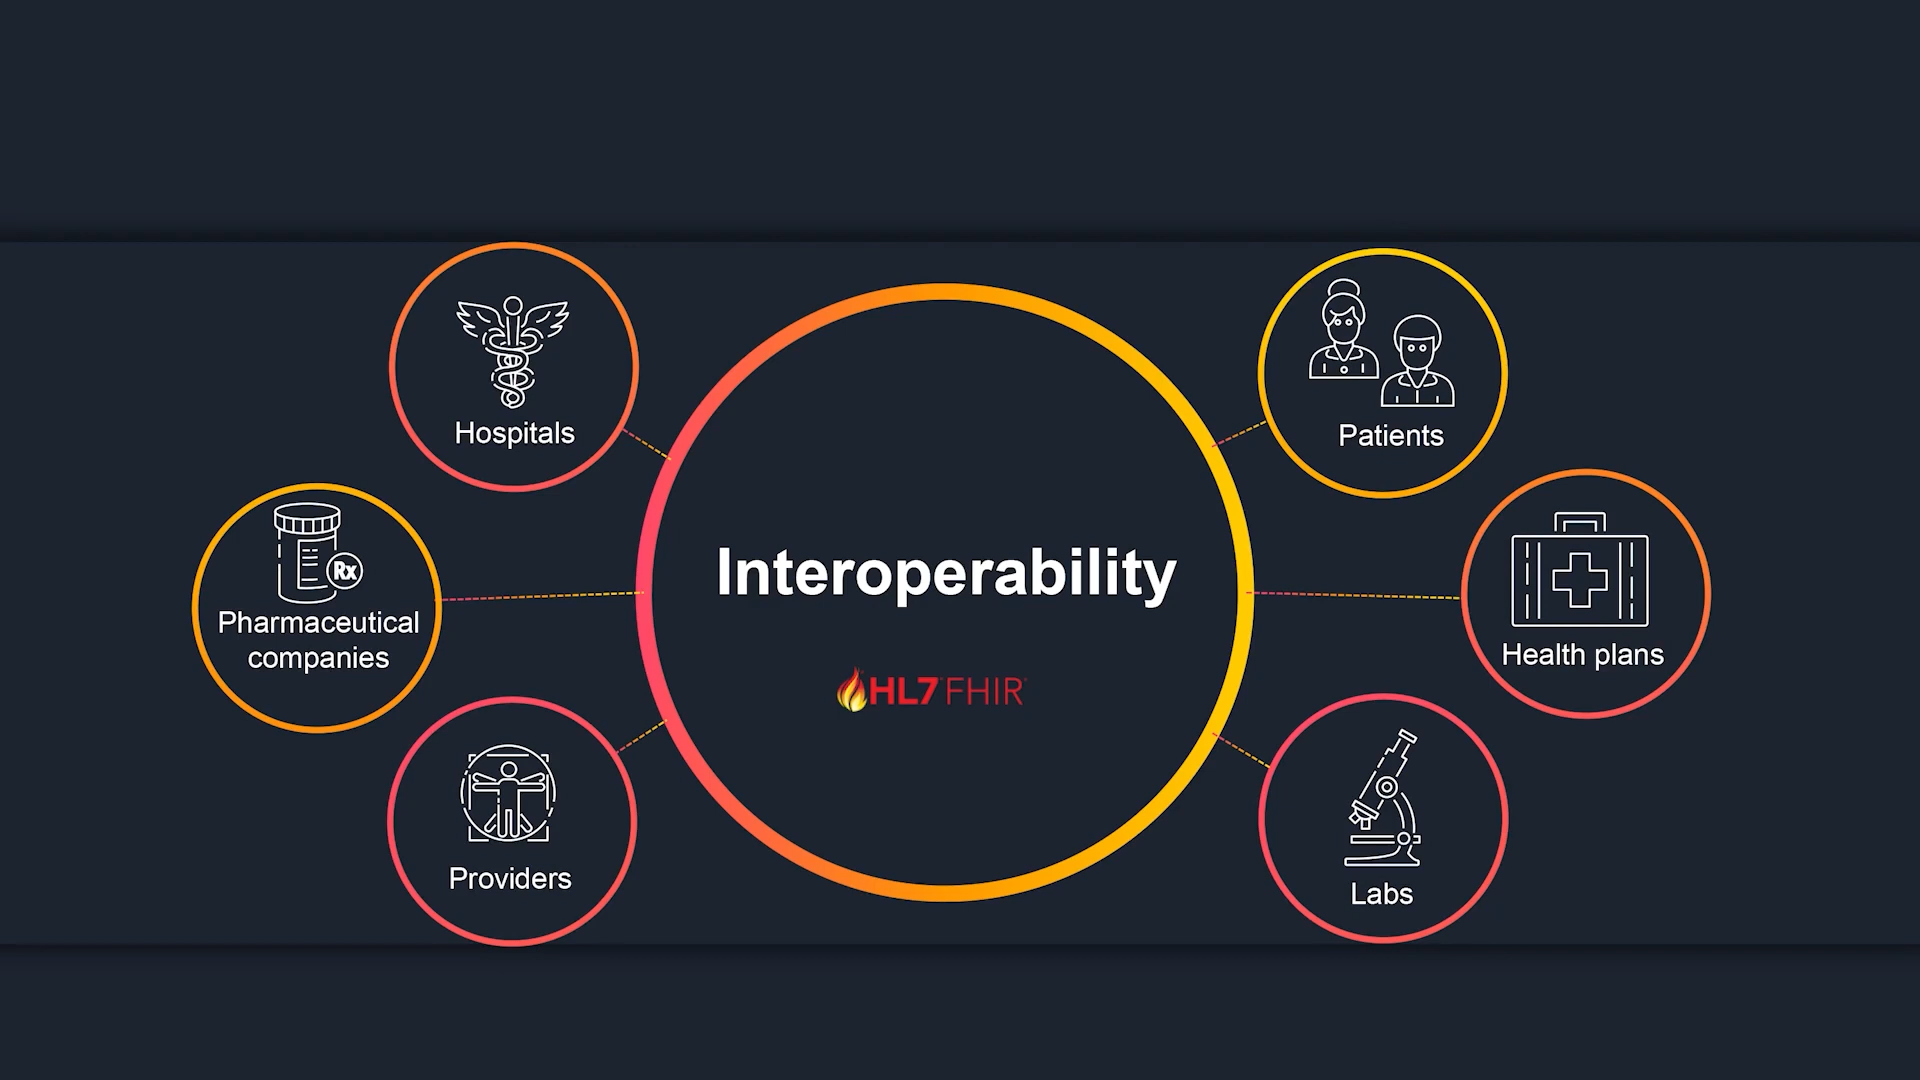 Hospitals
Patients
Rx
Pharmaceutical
companies
Interoperability
Health plans
HL7 FHIR
Providers
Labs